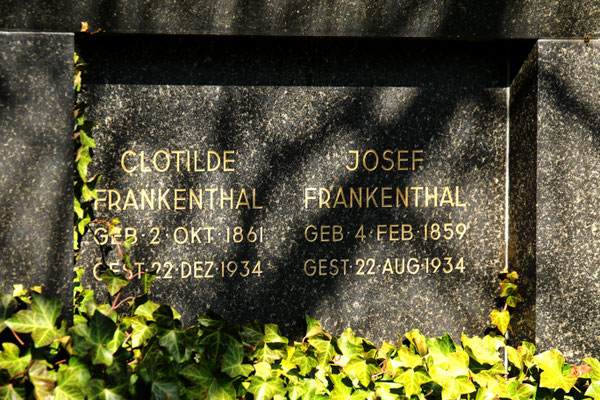 CLOTILDE
FRANKENTHAL
GEB·2·OKT·1861
GEST·22·DEZ·1934
JOSEF
FRANKENTHAL
GEB·4·FEB·1859
GEST·22·AUG·1934